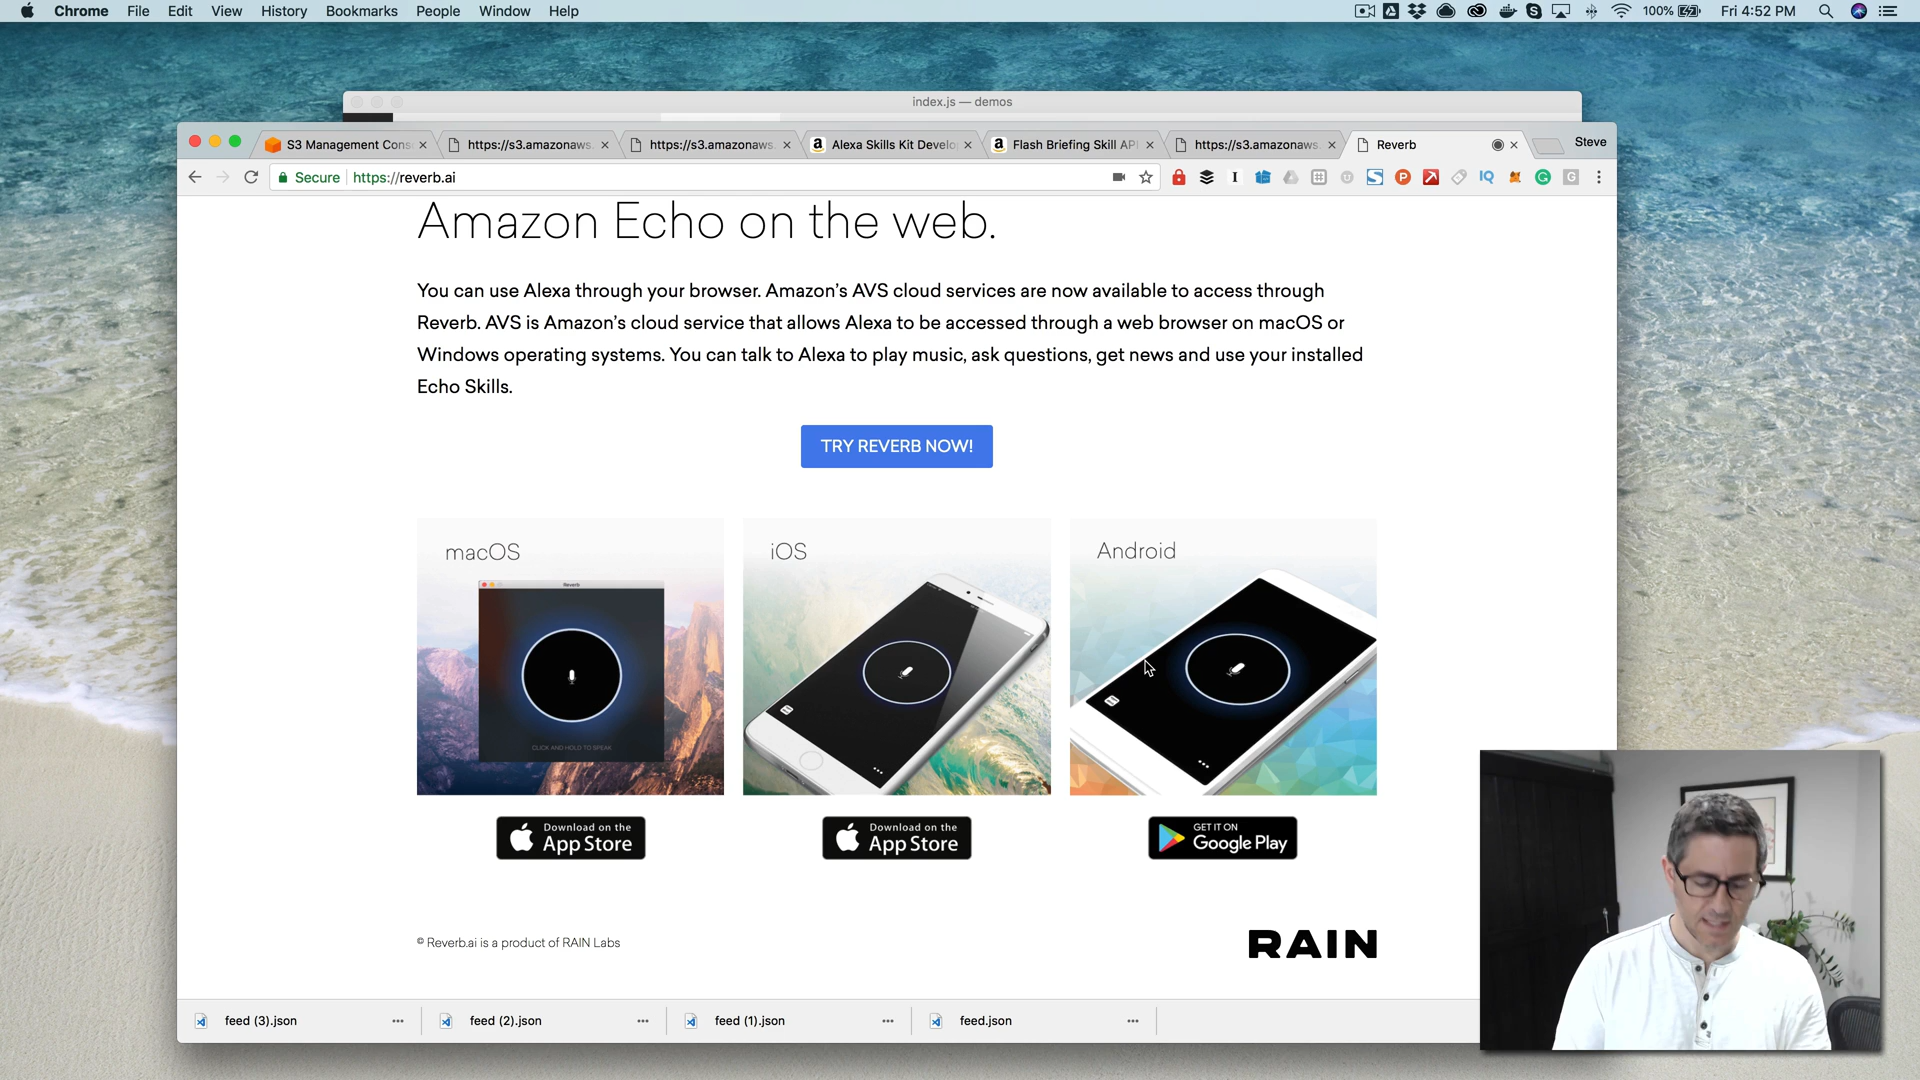 Chrome File Edit View History Bookmarks People Window Help
100% Fri 4:52 PM
index.js — demos
S3 Management Cons
https://s3.amazonaws.
https://s3.amazonaws.
Alexa Skills Kit Develo
Flash Briefing Skill AP
https://s3.amazonaws.
Reverb
Steve
Secure https://reverb.ai
Amazon Echo on the web.
You can use Alexa through your browser. Amazon's AVS cloud services are now available to access through
Reverb. AVS is Amazon's cloud service that allows Alexa to be accessed through a web browser on macOS or
Windows operating systems. You can talk to Alexa to play music, ask questions, get news and use your installed
Echo Skills.
TRY REVERB NOW!
macOS
Reverb
CLICK AND HOLD TO SPEAK
iOS
Android
Download on the
App Store
Download on the
App Store
GET IT ON
Google Play
© Reverb.ai is a product of RAIN Labs
RAIN
feed (3).json
feed (2).json
feed (1).json
feed.json